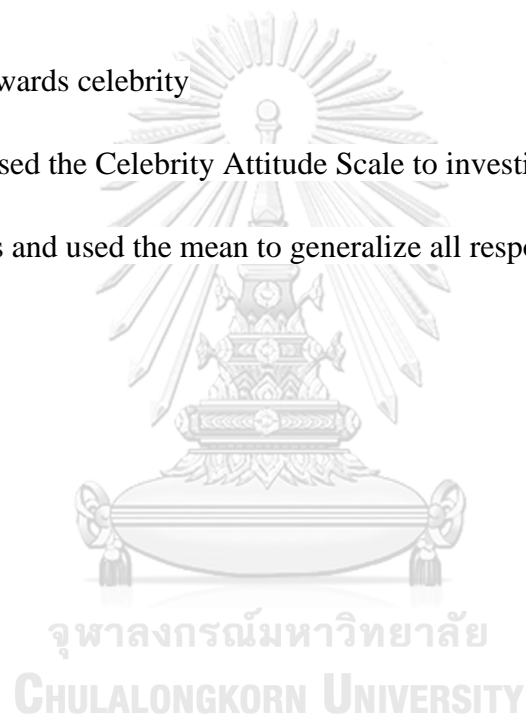 wards celebrity
sed the Celebrity Attitude Scale to investi
s and used the mean to generalize all respo
จุฬาลงกรณ์มหาวิทยาลัย
CHULALONGKORN UNIVERSITY